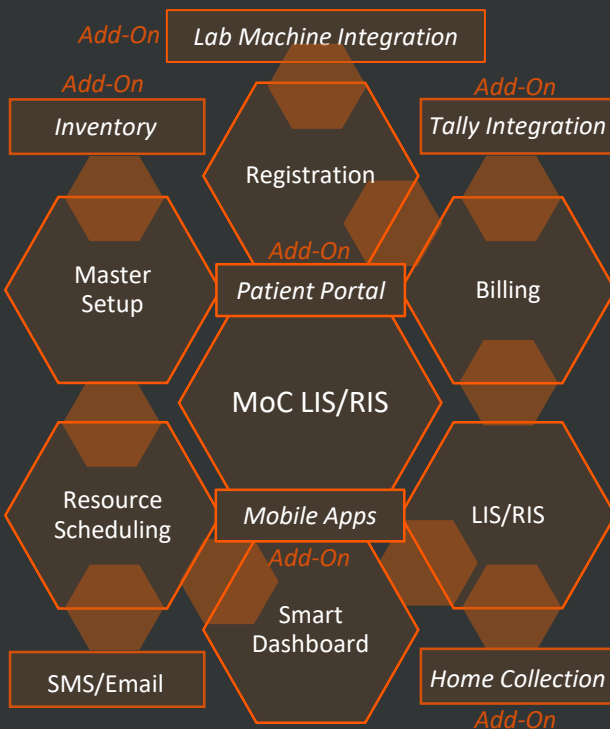 Add-On
Lab Machine Integration
Add-On
Inventory
Add-On
Tally Integration
Registration
Master
Setup
Add-On
Patient Portal
Billing
MoC LIS/RIS
Resource
Scheduling
Mobile Apps
Add-On
LIS/RIS
Smart
Dashboard
SMS/Email
Home Collection
Add-On